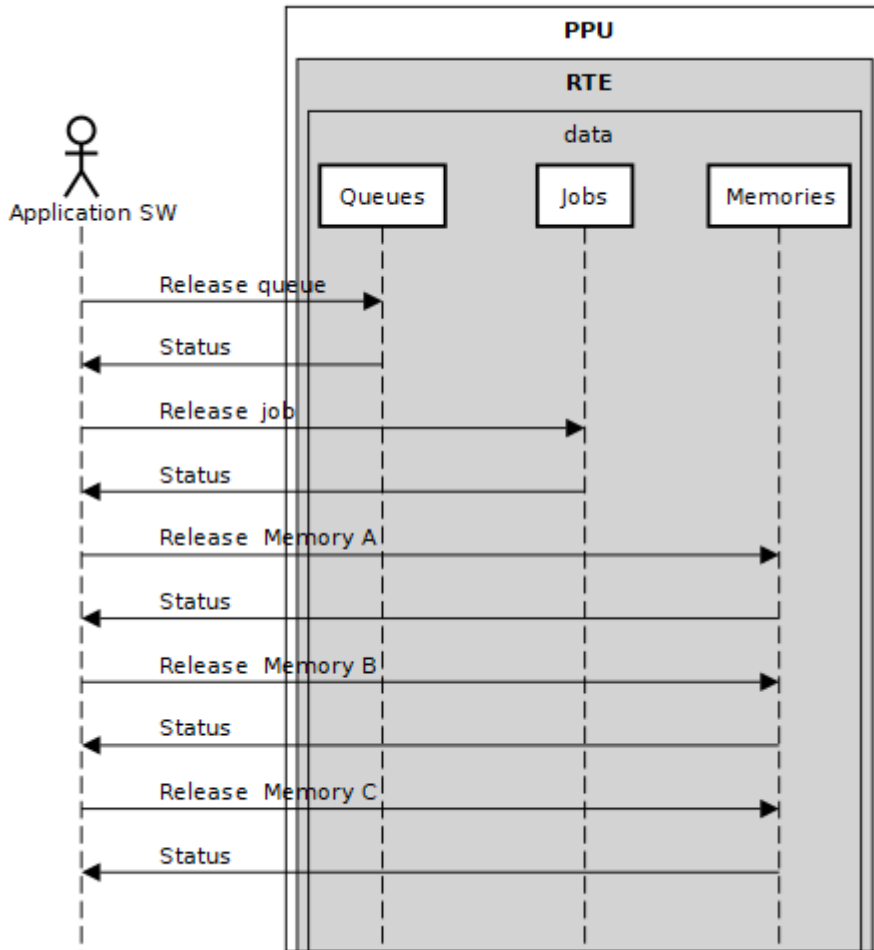 PPU
RTE
data
Queues
Jobs
Memories
Application SW
Release queue
Status
Release job
Status
Release Memory A
Status
Release Memory B
Status
Release Memory C
Status